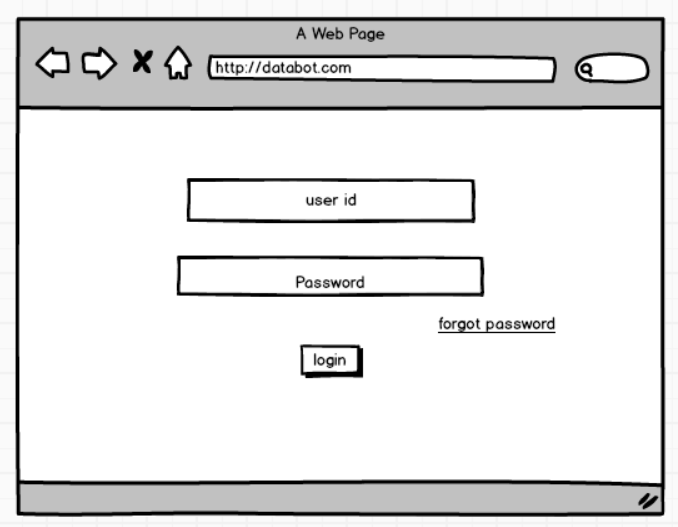 A Web Page
http://databot.com
user id
Password
forgot password
login